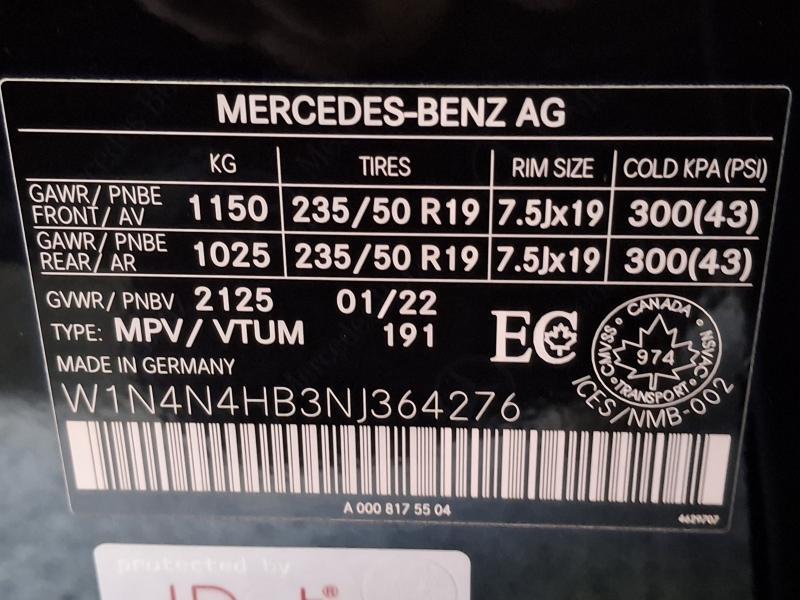 MERCEDES-BENZ AG
KG TIRES RIM SIZE COLD KPA (PSI)
GAWR/ PNBE
FRONT/ AV 1150 235/50 R19 7.5Jx19 300(43)
GAWR/ PNBE
REAR/ AR 1025 235/50 R19 7.5Jx19 300(43)
GVWR/ PNBV 2125 01/22
TYPE: MPV/ VTUM 191
EC
CANADA
CMVSS 974 NSVAC
TRANSPORT
ICES/NMB-002
MADE IN GERMANY
W1N4N4HB3NJ364276
A 000 817 55 04
4629707
protected by